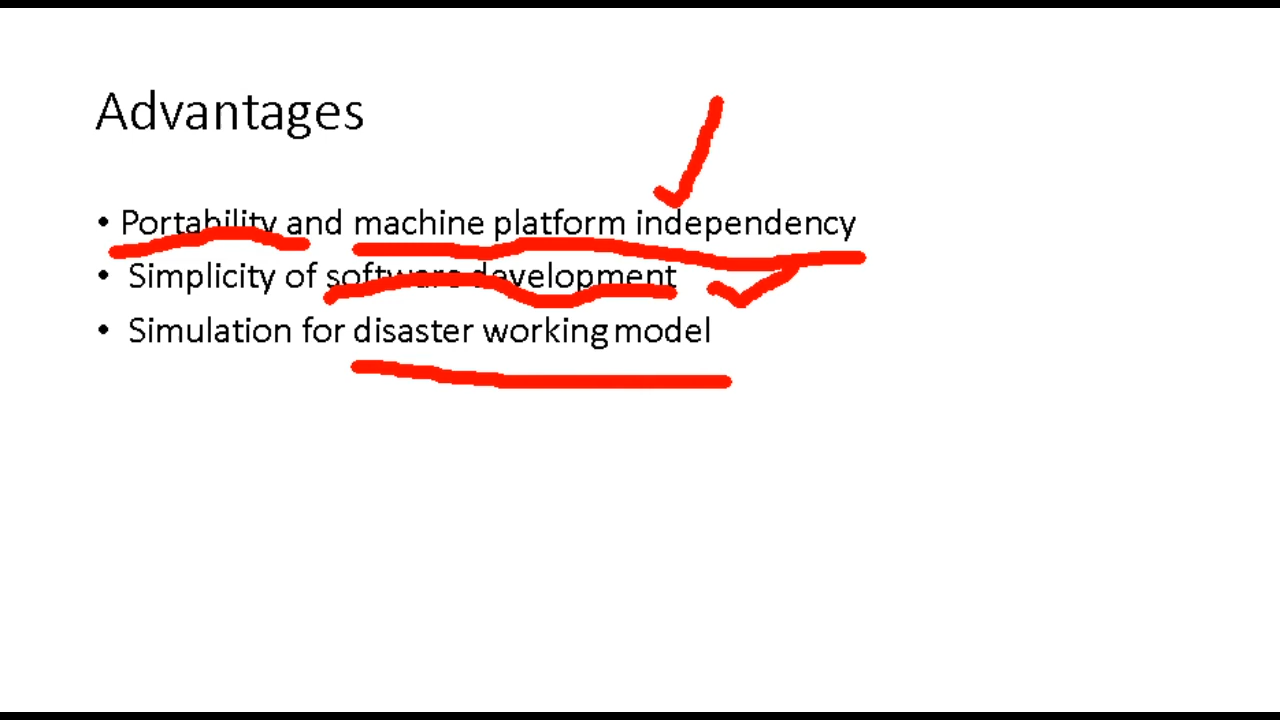 Advantages
• Portability and machine platform independency
• Simplicity of software development
• Simulation for disaster working model